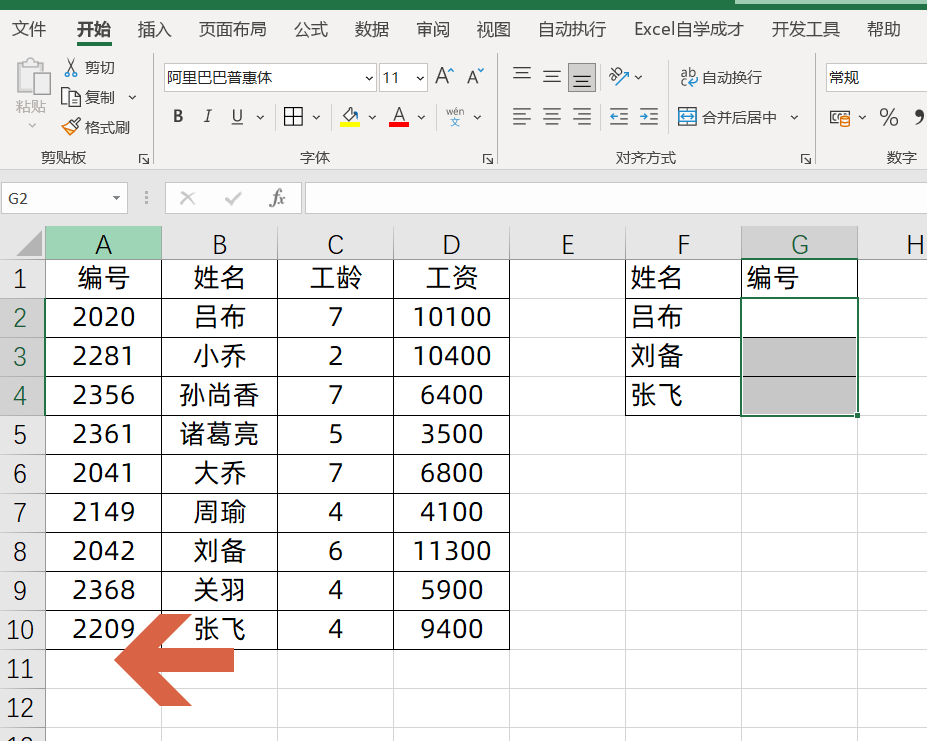 文件 开始 插入 页面布局 公式 数据 审阅 视图 自动执行 Excel自学成才 开发工具 帮助
剪切
阿里巴巴普惠体 11 A A
ab 自动换行
常规
粘贴
复制
B I U A wén 文
合并后居中
% ,
格式刷
剪贴板 字体 对齐方式 数字
G2 fx
A B C D E F G H
1 编号 姓名 工龄 工资 姓名 编号
2 2020 吕布 7 10100 吕布
3 2281 小乔 2 10400 刘备
4 2356 孙尚香 7 6400 张飞
5 2361 诸葛亮 5 3500
6 2041 大乔 7 6800
7 2149 周瑜 4 4100
8 2042 刘备 6 11300
9 2368 关羽 4 5900
10 2209 张飞 4 9400
11
12